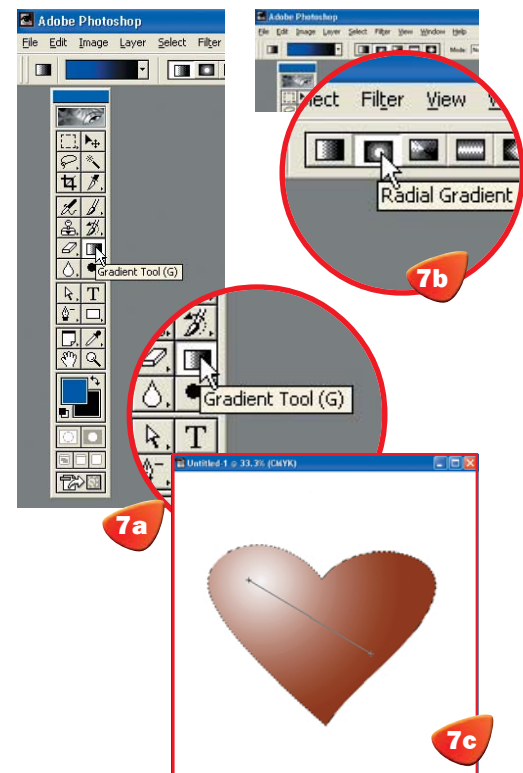 Adobe Photoshop
File Edit Image Layer Select Filter
Gradient Tool (G)
T
Adobe Photoshop
File Edit Image Layer Select Filter View Window Help
Mode:
ect Filter View
Radial Gradient
7b
Gradient Tool (G)
T
7a
Untitled-1 @ 33.3% (CMYK)
7c